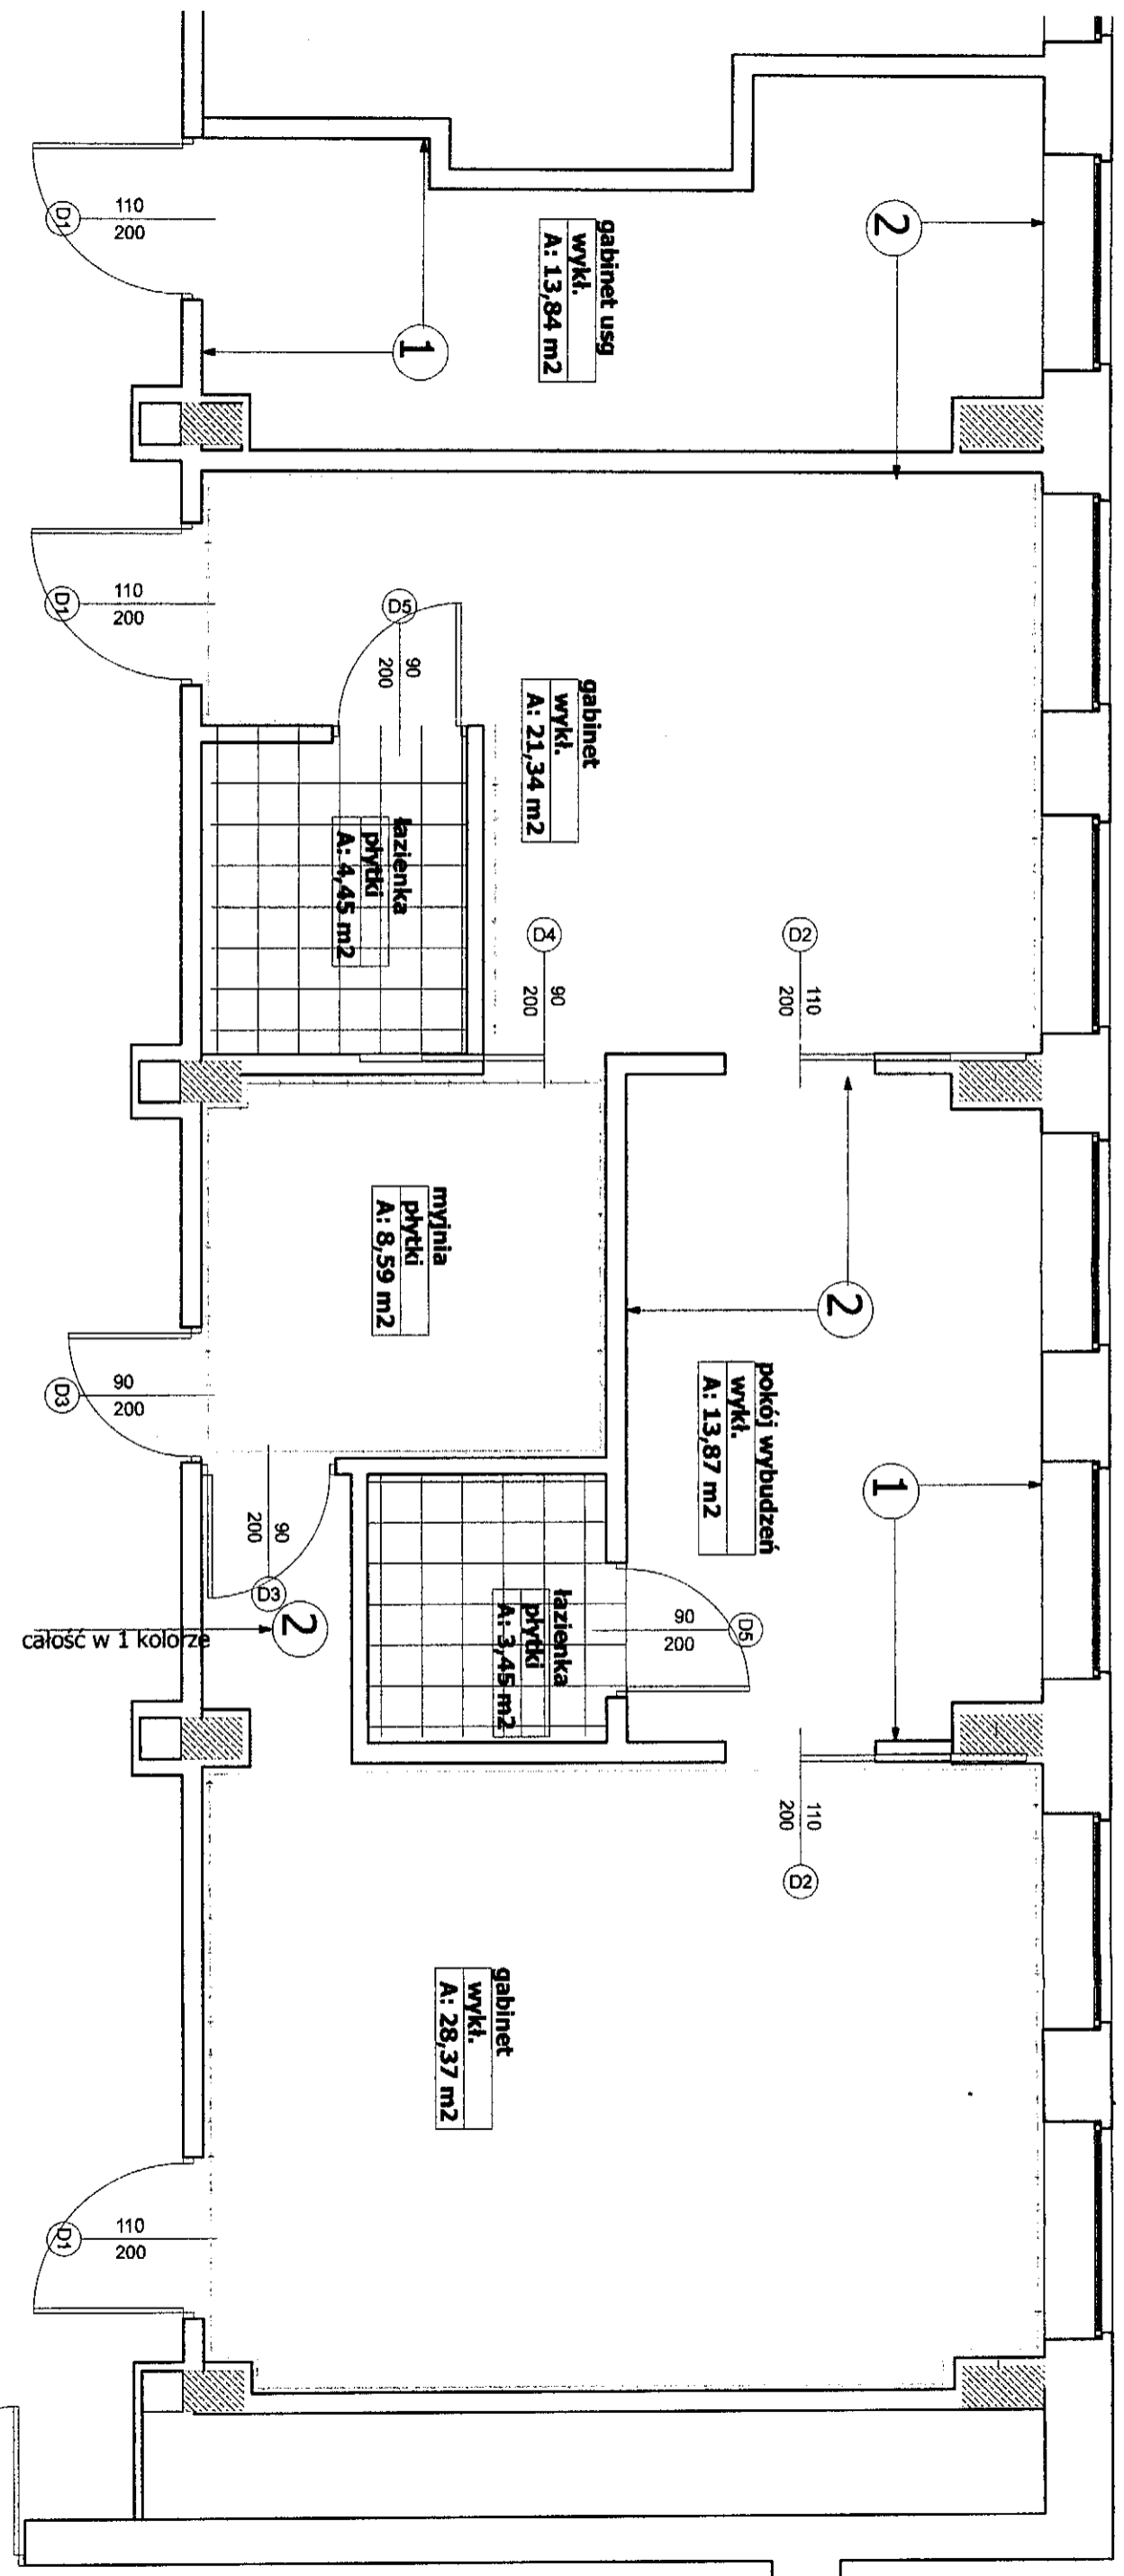 gabinet usg
wykł.
A: 13,84 m2
2
1
D1
110
200
gabinet
wykł.
A: 21,34 m2
D1
110
200
D5
90
200
łazienka
płytki
A: 4,45 m2
D4
90
200
D2
110
200
myjnia
płytki
A: 8,59 m2
2
pokój wybudzeń
wykł.
A: 13,87 m2
1
D3
90
200
90
200
D3
2
całość w 1 kolorze
łazienka
płytki
A: 3,45 m2
90
200
D5
110
200
D2
gabinet
wykł.
A: 28,37 m2
D1
110
200